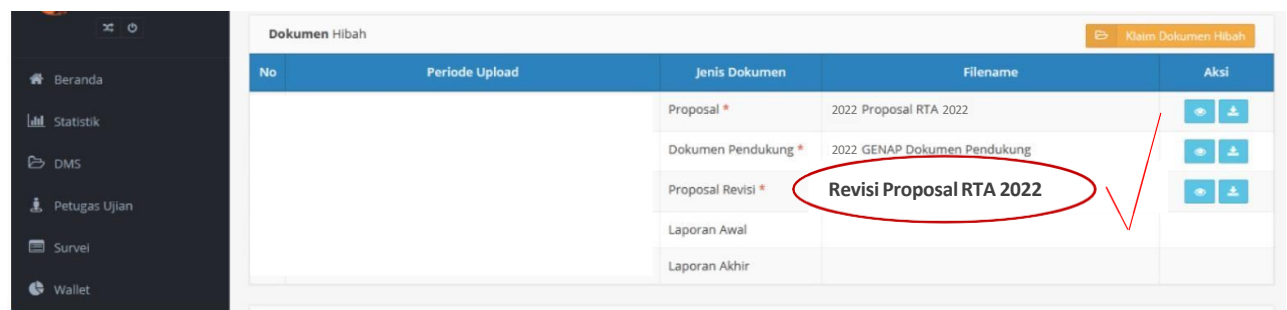 Dokumen Hibah
Klaim Dokumen Hibah
No Periode Upload Jenis Dokumen Filename Aksi
Beranda
Statistik
DMS
Petugas Ujian
Survei
Wallet
Proposal * 2022 Proposal RTA 2022
Dokumen Pendukung * 2022 GENAP Dokumen Pendukung
Proposal Revisi * Revisi Proposal RTA 2022
Laporan Awal
Laporan Akhir